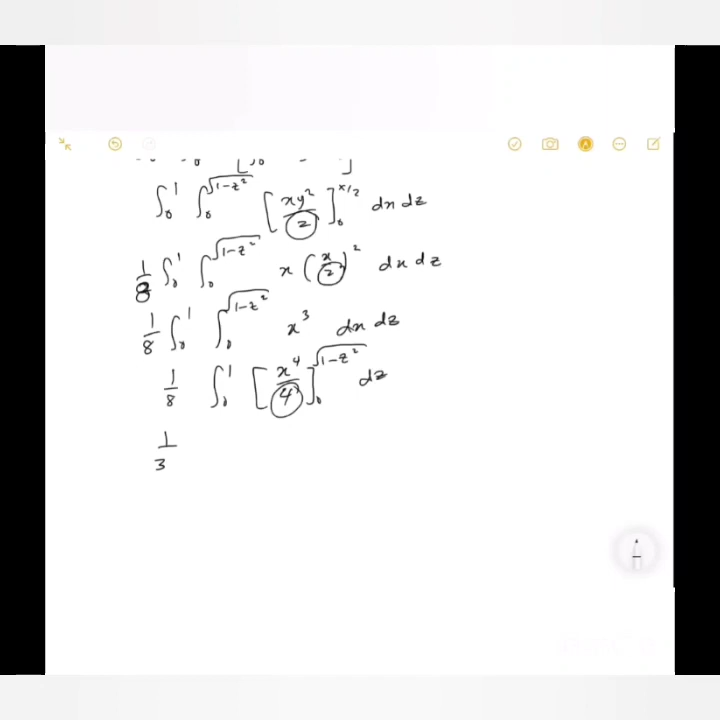 ∫₀¹ ∫₀^√(1-z²) [xy²/2]₀^x/2 dx dz
1/8 ∫₀¹ ∫₀^√(1-z²) x (x/2)² dx dz
1/8 ∫₀¹ ∫₀^√(1-z²) x³ dx dz
1/8 ∫₀¹ [x⁴/4]₀^√(1-z²) dz
1/3